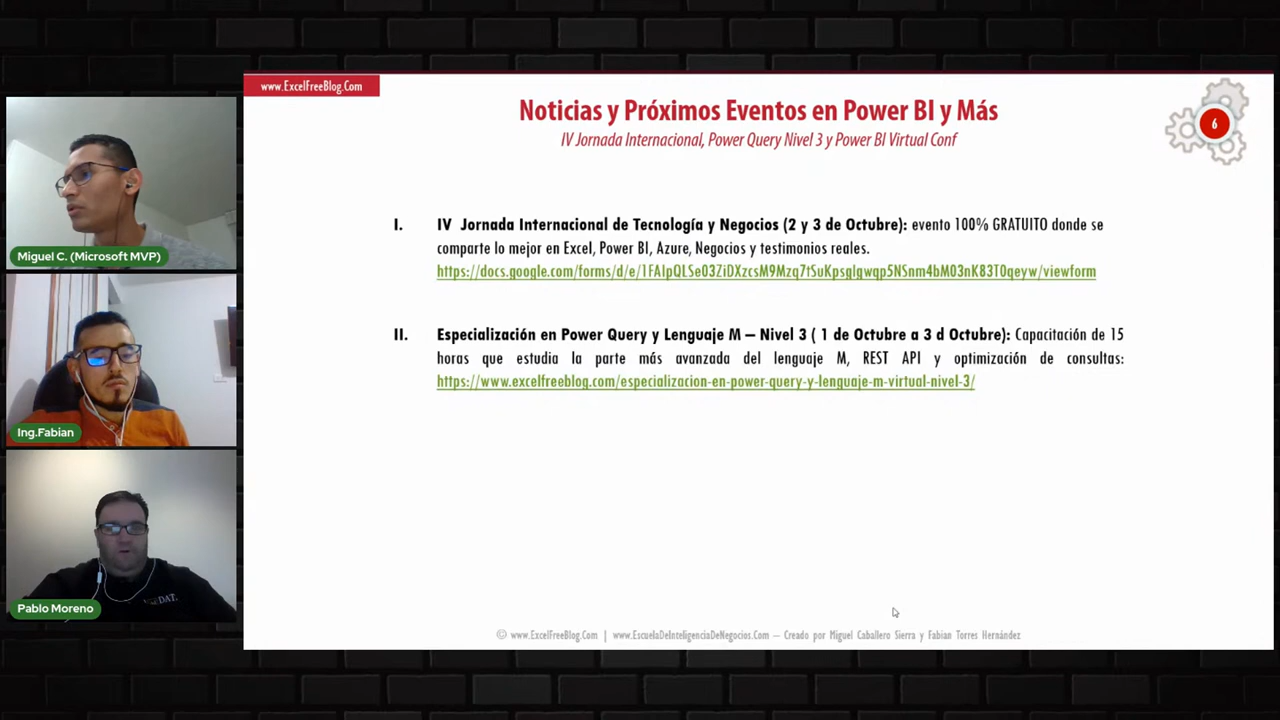 www.ExcelFreeBlog.Com
Noticias y Próximos Eventos en Power BI y Más
IV Jornada Internacional, Power Query Nivel 3 y Power BI Virtual Conf
6
Miguel C. (Microsoft MVP)
Ing.Fabian
Pablo Moreno
I. IV Jornada Internacional de Tecnología y Negocios (2 y 3 de Octubre): evento 100% GRATUITO donde se
comparte lo mejor en Excel, Power BI, Azure, Negocios y testimonios reales.
https://docs.google.com/forms/d/e/1FAIpQLSe03ZiDXzcsM9Mzq7tSuKpsglgwqp5NSnm4bM03nK83T0qeyw/viewform
II. Especialización en Power Query y Lenguaje M – Nivel 3 ( 1 de Octubre a 3 d Octubre): Capacitación de 15
horas que estudia la parte más avanzada del lenguaje M, REST API y optimización de consultas:
https://www.excelfreeblog.com/especializacion-en-power-query-y-lenguaje-m-virtual-nivel-3/
© www.ExcelFreeBlog.Com | www.EscuelaDeInteligenciaDeNegocios.Com – Creado por Miguel Caballero Sierra y Fabian Torres Hernández